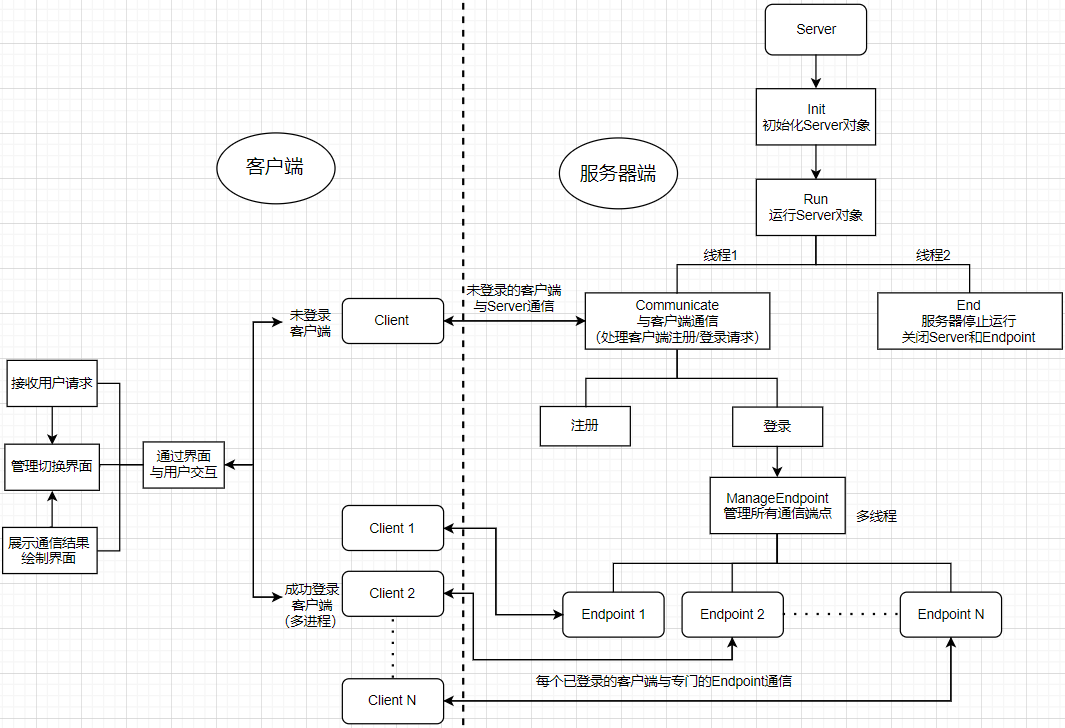 Server
Init
初始化Server对象
客户端
服务器端
Run
运行Server对象
线程1
线程2
未登录的客户端
与Server通信
未登录
客户端
Client
Communicate
与客户端通信
（处理客户端注册/登录请求）
End
服务器停止运行
关闭Server和Endpoint
接收用户请求
注册
登录
管理切换界面
通过界面
与用户交互
ManageEndpoint
管理所有通信端点
多线程
Client 1
展示通信结果
绘制界面
成功登录
客户端
（多进程）
Client 2
Endpoint 1
Endpoint 2
Endpoint N
每个已登录的客户端与专门的Endpoint通信
Client N